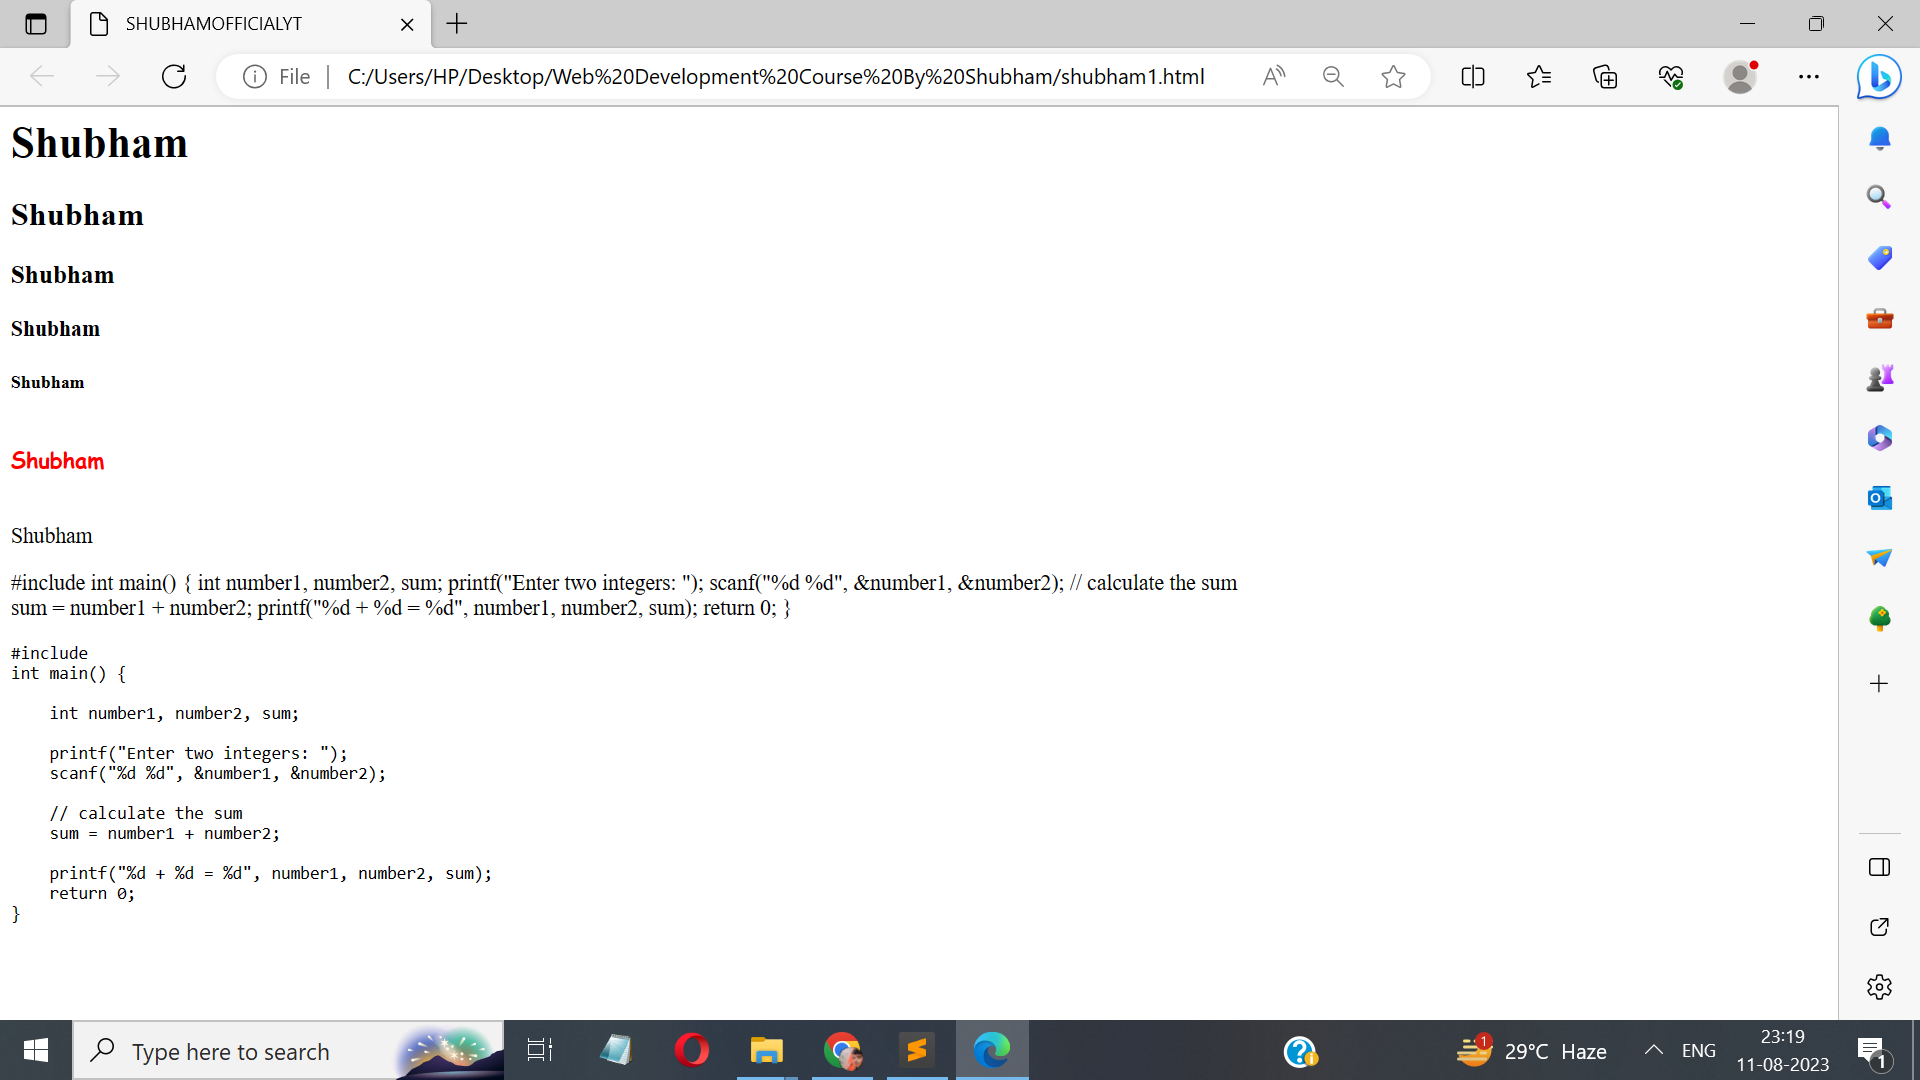 SHUBHAMOFFICIALYT
File
C:/Users/HP/Desktop/Web%20Development%20Course%20By%20Shubham/shubham1.html
Shubham
Shubham
Shubham
Shubham
Shubham
Shubham
Shubham
#include int main() { int number1, number2, sum; printf("Enter two integers: "); scanf("%d %d", &number1, &number2); // calculate the sum
sum = number1 + number2; printf("%d + %d = %d", number1, number2, sum); return 0; }
#include
int main() {
    int number1, number2, sum;
    printf("Enter two integers: ");
    scanf("%d %d", &number1, &number2);
    // calculate the sum
    sum = number1 + number2;
    printf("%d + %d = %d", number1, number2, sum);
    return 0;
}
Type here to search
1
29°C Haze
ENG
23:19
11-08-2023
1